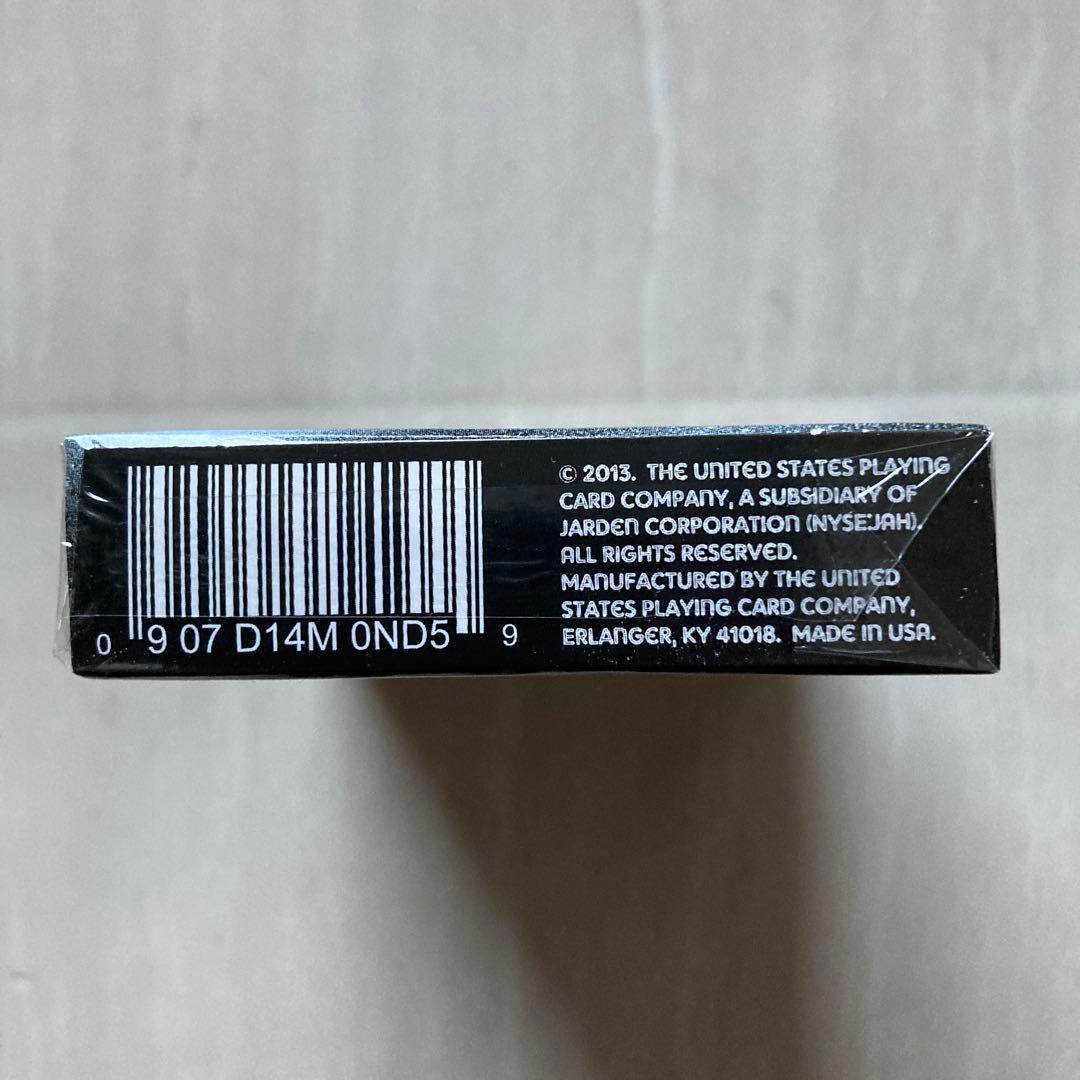 0 9 07 D14M 0ND5 9
© 2013. THE UNITED STATES PLAYING
CARD COMPANY, A SUBSIDIARY OF
JARDEN CORPORATION (NYSE:JAH).
ALL RIGHTS RESERVED.
MANUFACTURED BY THE UNITED
STATES PLAYING CARD COMPANY,
ERLANGER, KY 41018. MADE IN USA.